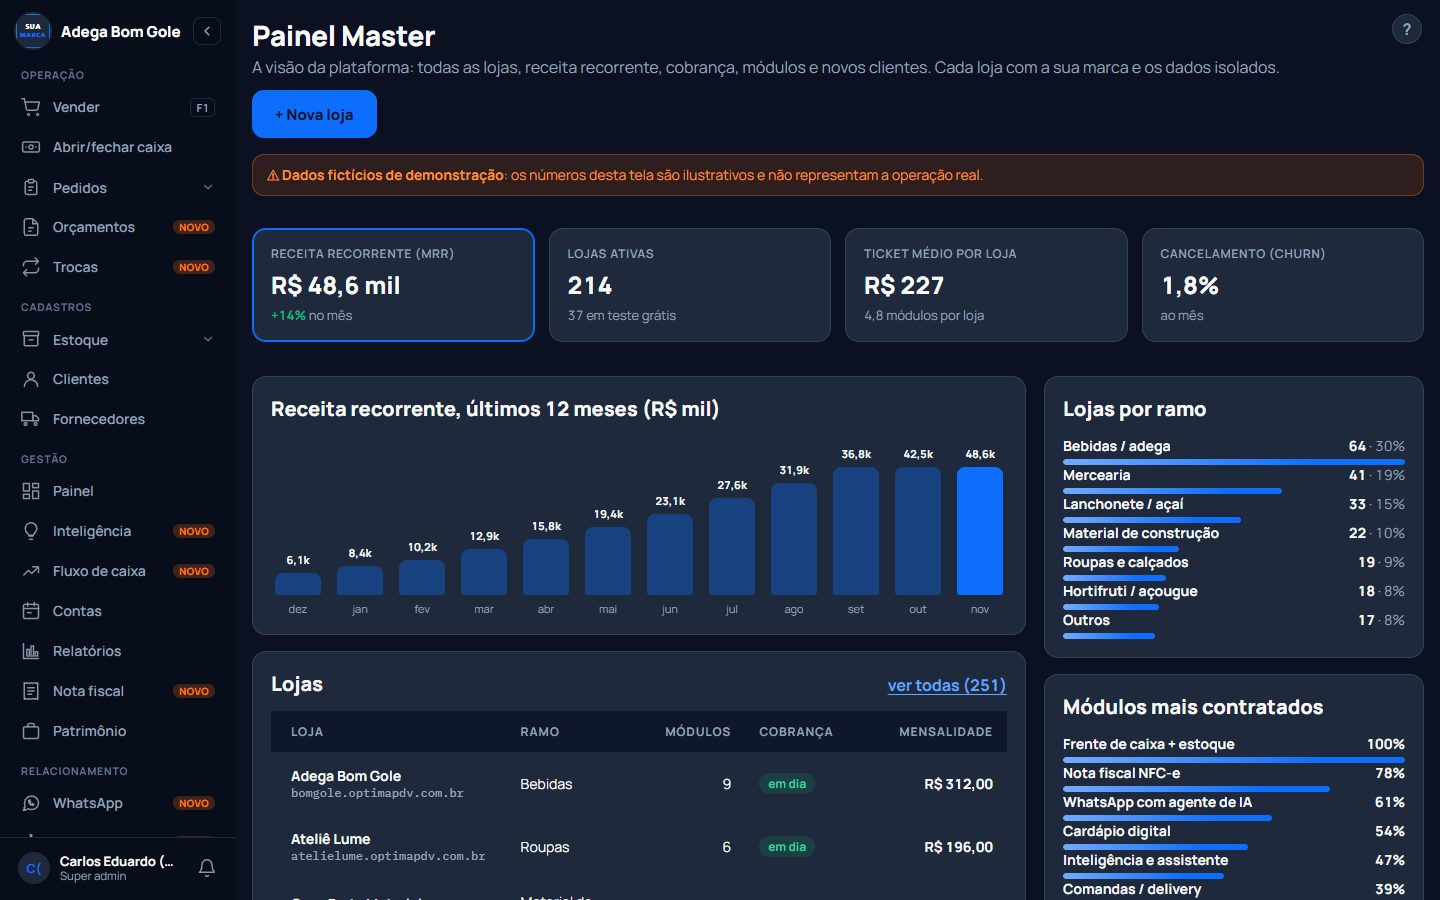 SUA
MARCA
Adega Bom Gole
OPERAÇÃO
Vender F1
Abrir/fechar caixa
Pedidos
Orçamentos NOVO
Trocas NOVO
CADASTROS
Estoque
Clientes
Fornecedores
GESTÃO
Painel
Inteligência NOVO
Fluxo de caixa NOVO
Contas
Relatórios
Nota fiscal NOVO
Patrimônio
RELACIONAMENTO
WhatsApp NOVO
C(
Carlos Eduardo (...
Super admin
Painel Master
?
A visão da plataforma: todas as lojas, receita recorrente, cobrança, módulos e novos clientes. Cada loja com a sua marca e os dados isolados.
+ Nova loja
⚠ Dados fictícios de demonstração: os números desta tela são ilustrativos e não representam a operação real.
RECEITA RECORRENTE (MRR)
R$ 48,6 mil
+14% no mês
LOJAS ATIVAS
214
37 em teste grátis
TICKET MÉDIO POR LOJA
R$ 227
4,8 módulos por loja
CANCELAMENTO (CHURN)
1,8%
ao mês
Receita recorrente, últimos 12 meses (R$ mil)
6,1k 8,4k 10,2k 12,9k 15,8k 19,4k 23,1k 27,6k 31,9k 36,8k 42,5k 48,6k
dez jan fev mar abr mai jun jul ago set out nov
Lojas ver todas (251)
LOJA RAMO MÓDULOS COBRANÇA MENSALIDADE
Adega Bom Gole Bebidas 9 em dia R$ 312,00
bomgole.optimapdv.com.br
Ateliê Lume Roupas 6 em dia R$ 196,00
atelielume.optimapdv.com.br
Lojas por ramo
Bebidas / adega 64 · 30%
Mercearia 41 · 19%
Lanchonete / açaí 33 · 15%
Material de construção 22 · 10%
Roupas e calçados 19 · 9%
Hortifruti / açougue 18 · 8%
Outros 17 · 8%
Módulos mais contratados
Frente de caixa + estoque 100%
Nota fiscal NFC-e 78%
WhatsApp com agente de IA 61%
Cardápio digital 54%
Inteligência e assistente 47%
Comandas / delivery 39%